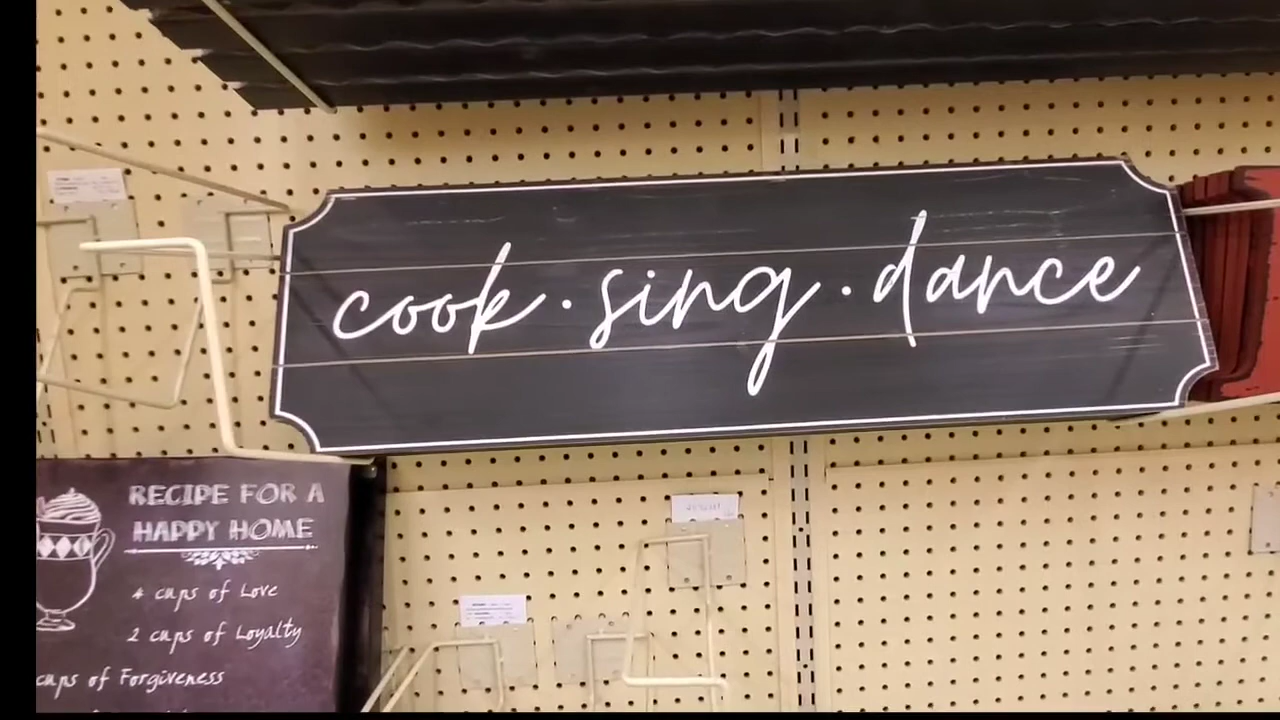 cook · sing · dance
RECIPE FOR A
HAPPY HOME
4 cups of Love
2 cups of Loyalty
cups of Forgiveness